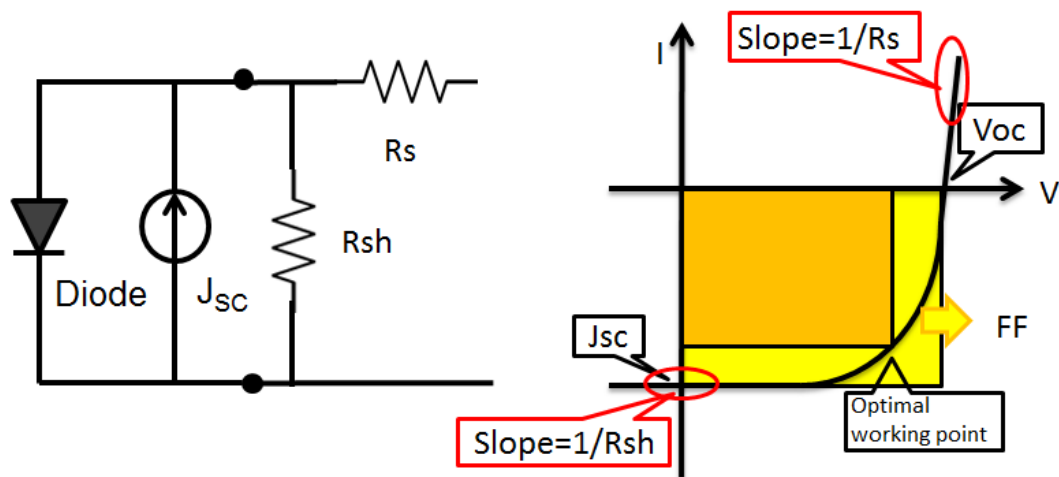 Rs
Rsh
Diode
JSC
I
Slope=1/Rs
Voc
V
Jsc
FF
Optimal
working point
Slope=1/Rsh